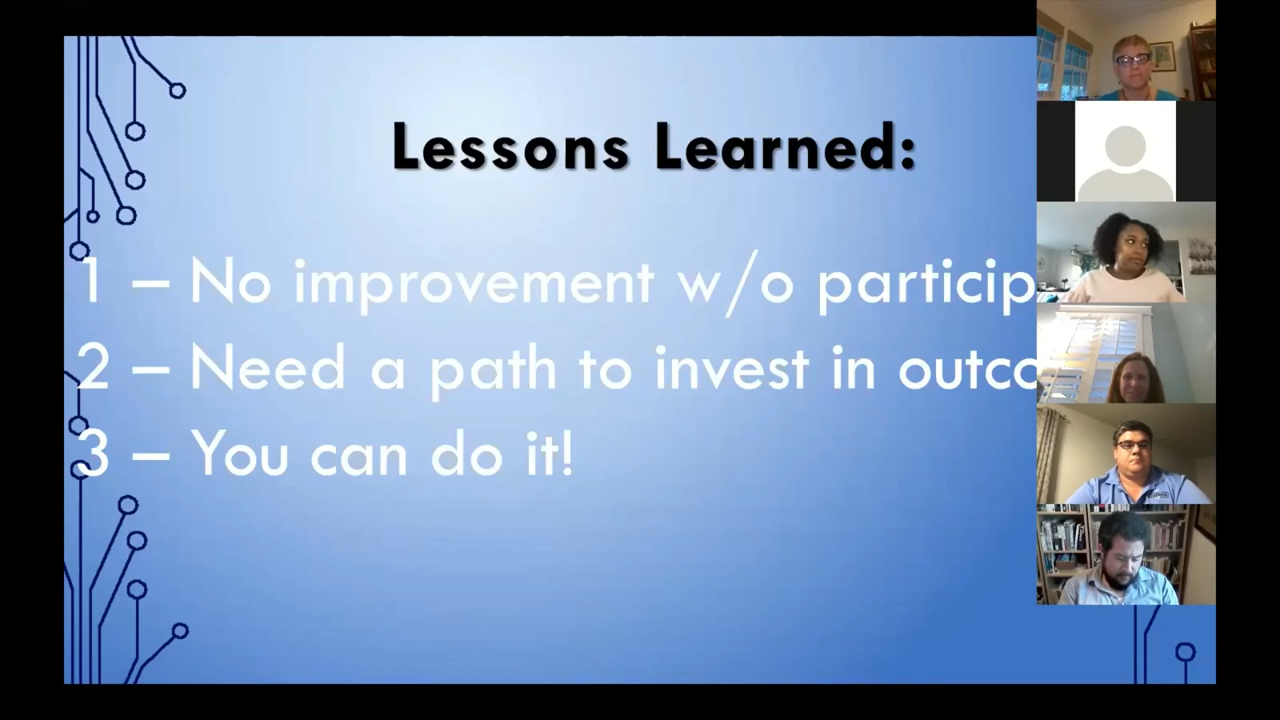 Lessons Learned:
1 – No improvement w/o particip
2 – Need a path to invest in outco
3 – You can do it!